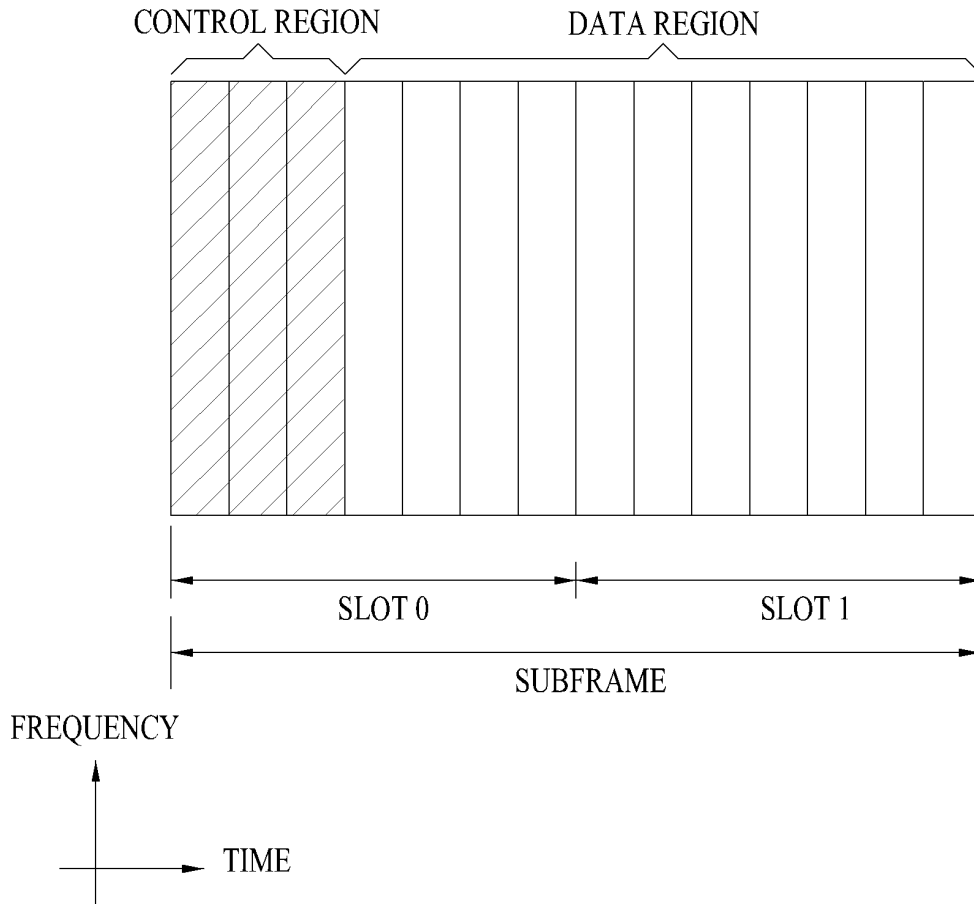 CONTROL REGION
DATA REGION
SLOT 0
SLOT 1
SUBFRAME
FREQUENCY
TIME